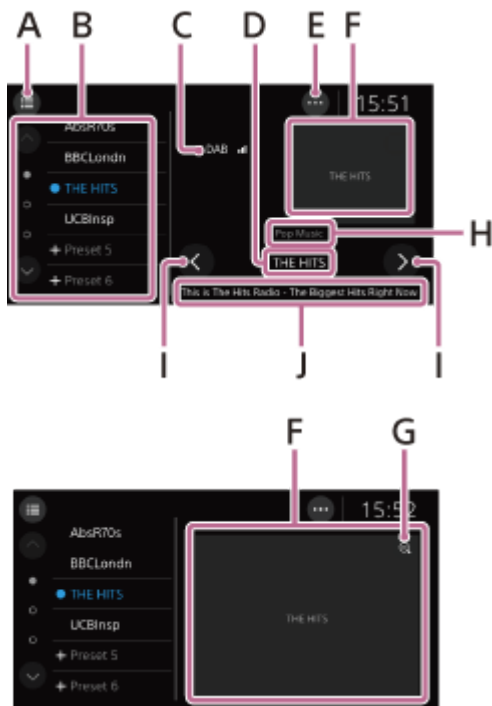 A B C D E F
15:51
AbsR70s
DAB
BBCLondn
THE HITS
THE HITS
UCBInsp
Pop Music
H
+ Preset 5
THE HITS
+ Preset 6
This is The Hits Radio - The Biggest Hits Right Now
I J I
F G
15:52
AbsR70s
BBCLondn
THE HITS
THE HITS
UCBInsp
+ Preset 5
+ Preset 6